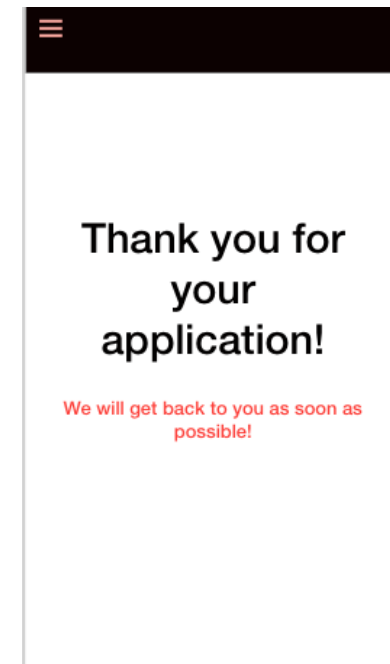 Thank you for
your
application!
We will get back to you as soon as
possible!